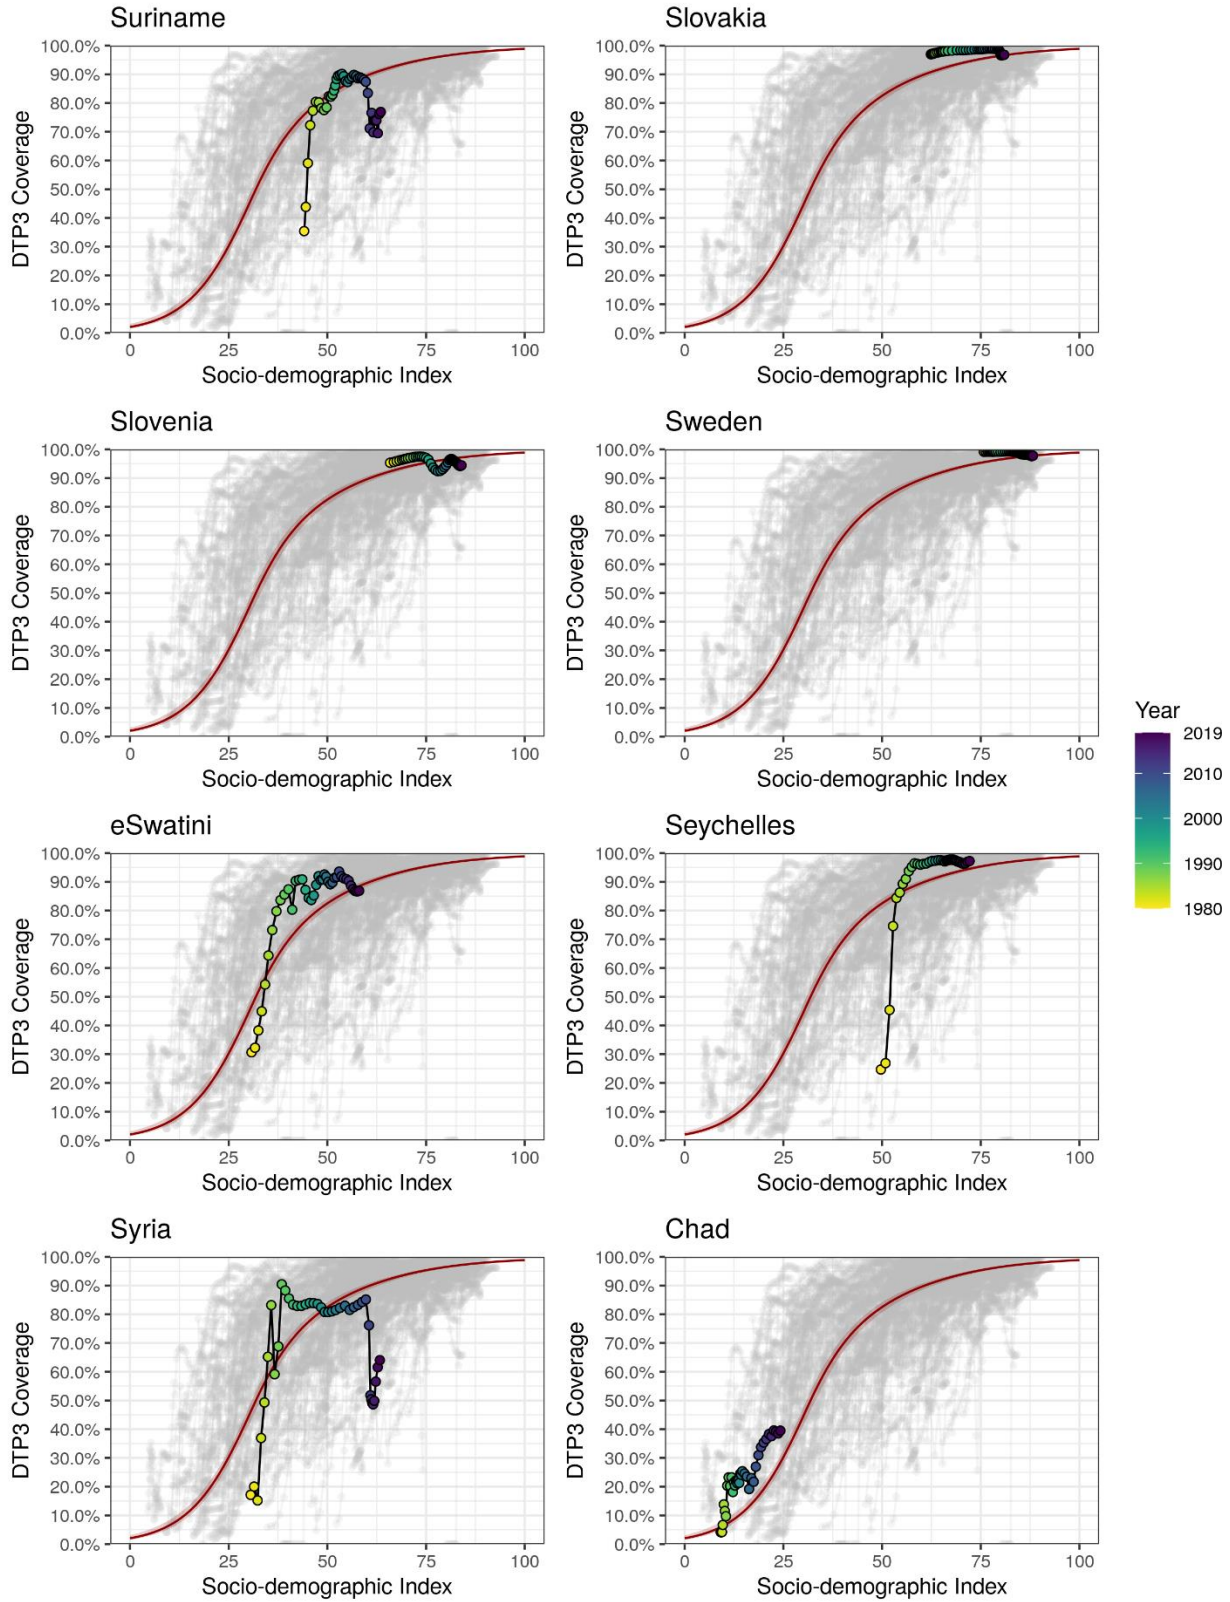 Suriname
100.0%
90.0%
80.0%
70.0%
60.0%
50.0%
40.0%
30.0%
20.0%
10.0%
0.0%
DTP3 Coverage
0 25 50 75 100
Socio-demographic Index
Slovakia
100.0%
90.0%
80.0%
70.0%
60.0%
50.0%
40.0%
30.0%
20.0%
10.0%
0.0%
DTP3 Coverage
0 25 50 75 100
Socio-demographic Index
Slovenia
100.0%
90.0%
80.0%
70.0%
60.0%
50.0%
40.0%
30.0%
20.0%
10.0%
0.0%
DTP3 Coverage
0 25 50 75 100
Socio-demographic Index
Sweden
100.0%
90.0%
80.0%
70.0%
60.0%
50.0%
40.0%
30.0%
20.0%
10.0%
0.0%
DTP3 Coverage
0 25 50 75 100
Socio-demographic Index
eSwatini
100.0%
90.0%
80.0%
70.0%
60.0%
50.0%
40.0%
30.0%
20.0%
10.0%
0.0%
DTP3 Coverage
0 25 50 75 100
Socio-demographic Index
Seychelles
100.0%
90.0%
80.0%
70.0%
60.0%
50.0%
40.0%
30.0%
20.0%
10.0%
0.0%
DTP3 Coverage
0 25 50 75 100
Socio-demographic Index
Syria
100.0%
90.0%
80.0%
70.0%
60.0%
50.0%
40.0%
30.0%
20.0%
10.0%
0.0%
DTP3 Coverage
0 25 50 75 100
Socio-demographic Index
Chad
100.0%
90.0%
80.0%
70.0%
60.0%
50.0%
40.0%
30.0%
20.0%
10.0%
0.0%
DTP3 Coverage
0 25 50 75 100
Socio-demographic Index
Year
2019
2010
2000
1990
1980